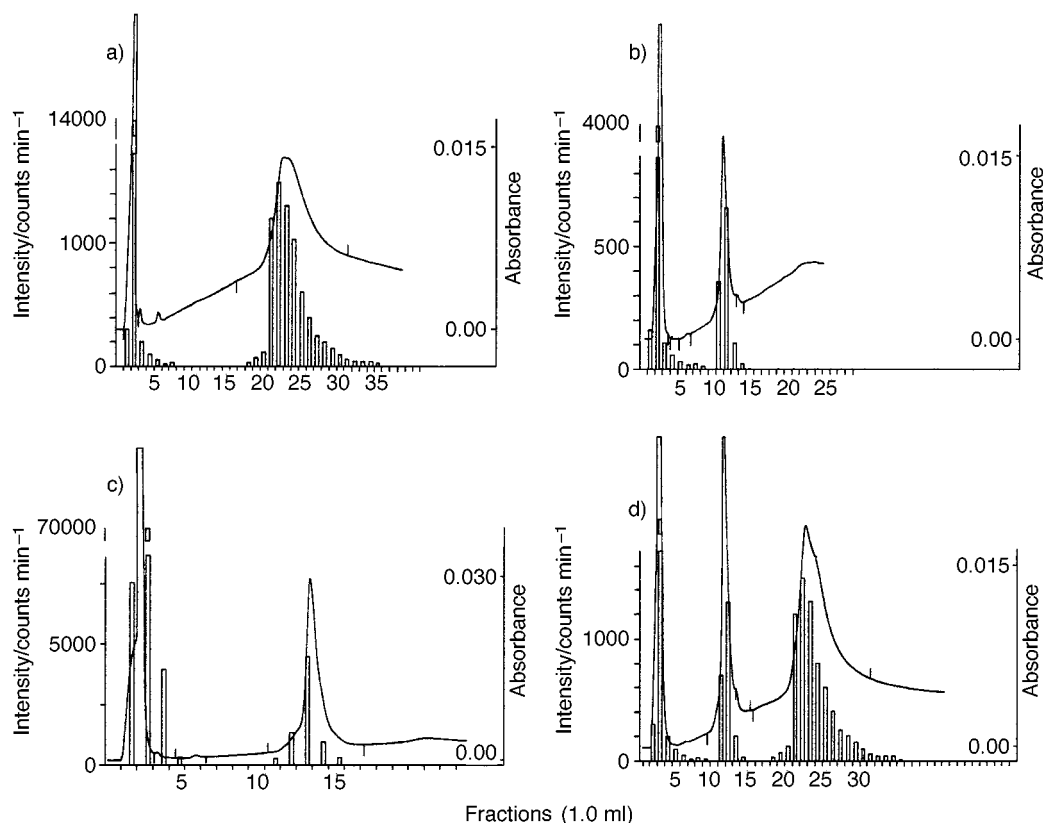 a)
Intensity/counts min⁻¹
14000
1000
0
0.015
0.00
Absorbance
5 10 15 20 25 30 35
b)
Intensity/counts min⁻¹
4000
500
0
0.015
0.00
Absorbance
5 10 15 20 25
c)
Intensity/counts min⁻¹
70000
5000
0
0.030
0.00
Absorbance
5 10 15
d)
Intensity/counts min⁻¹
1000
0
0.015
0.00
Absorbance
5 10 15 20 25 30
Fractions (1.0 ml)